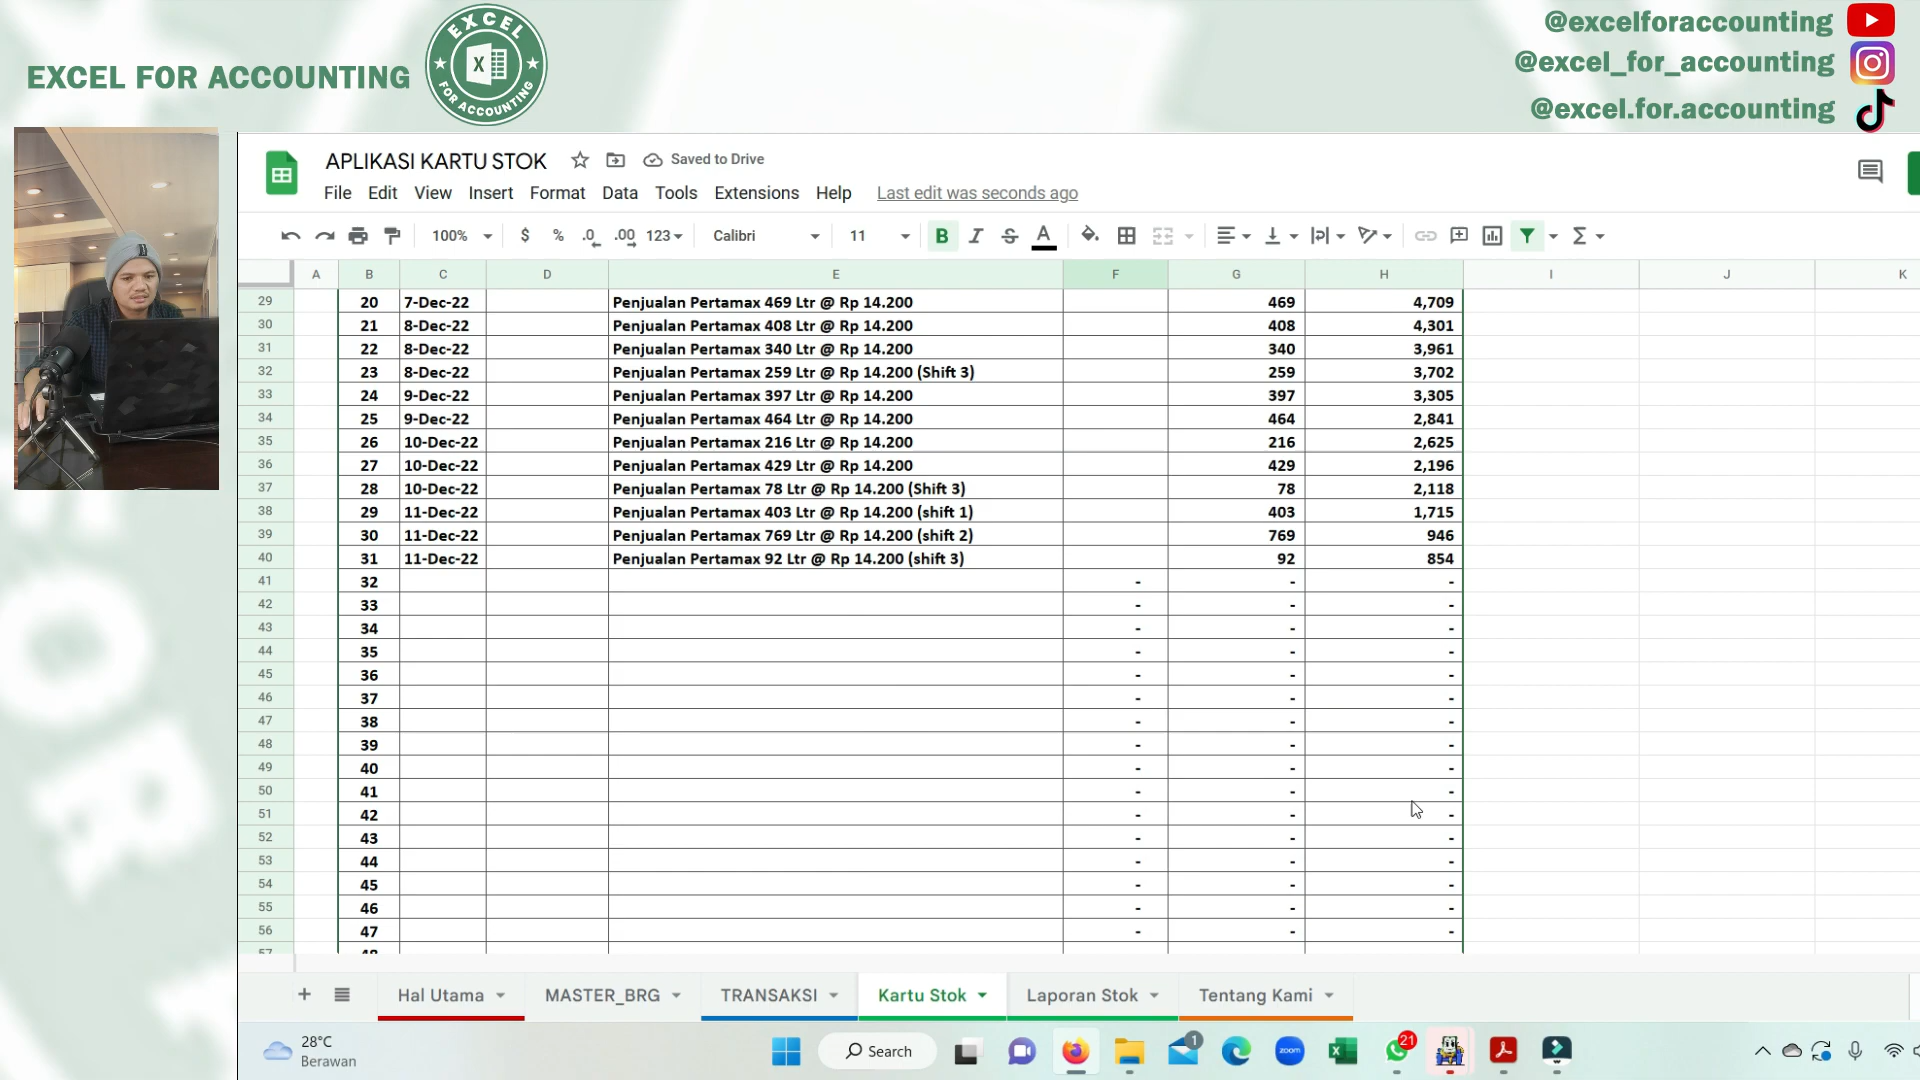 EXCEL FOR ACCOUNTING
EXCEL
FOR ACCOUNTING
@excelforaccounting
@excel_for_accounting
@excel.for.accounting
APLIKASI KARTU STOK Saved to Drive
File Edit View Insert Format Data Tools Extensions Help Last edit was seconds ago
100% $ % .0 .00 123 Calibri 11 B I S A Σ
A B C D E F G H I J K
29 20 7-Dec-22 Penjualan Pertamax 469 Ltr @ Rp 14.200 469 4,709
30 21 8-Dec-22 Penjualan Pertamax 408 Ltr @ Rp 14.200 408 4,301
31 22 8-Dec-22 Penjualan Pertamax 340 Ltr @ Rp 14.200 340 3,961
32 23 8-Dec-22 Penjualan Pertamax 259 Ltr @ Rp 14.200 (Shift 3) 259 3,702
33 24 9-Dec-22 Penjualan Pertamax 397 Ltr @ Rp 14.200 397 3,305
34 25 9-Dec-22 Penjualan Pertamax 464 Ltr @ Rp 14.200 464 2,841
35 26 10-Dec-22 Penjualan Pertamax 216 Ltr @ Rp 14.200 216 2,625
36 27 10-Dec-22 Penjualan Pertamax 429 Ltr @ Rp 14.200 429 2,196
37 28 10-Dec-22 Penjualan Pertamax 78 Ltr @ Rp 14.200 (Shift 3) 78 2,118
38 29 11-Dec-22 Penjualan Pertamax 403 Ltr @ Rp 14.200 (shift 1) 403 1,715
39 30 11-Dec-22 Penjualan Pertamax 769 Ltr @ Rp 14.200 (shift 2) 769 946
40 31 11-Dec-22 Penjualan Pertamax 92 Ltr @ Rp 14.200 (shift 3) 92 854
41 32 - - -
42 33 - - -
43 34 - - -
44 35 - - -
45 36 - - -
46 37 - - -
47 38 - - -
48 39 - - -
49 40 - - -
50 41 - - -
51 42 - - -
52 43 - - -
53 44 - - -
54 45 - - -
55 46 - - -
56 47 - - -
57 48
Hal Utama MASTER_BRG TRANSAKSI Kartu Stok Laporan Stok Tentang Kami
28°C
Berawan
Search
1
zoom
21